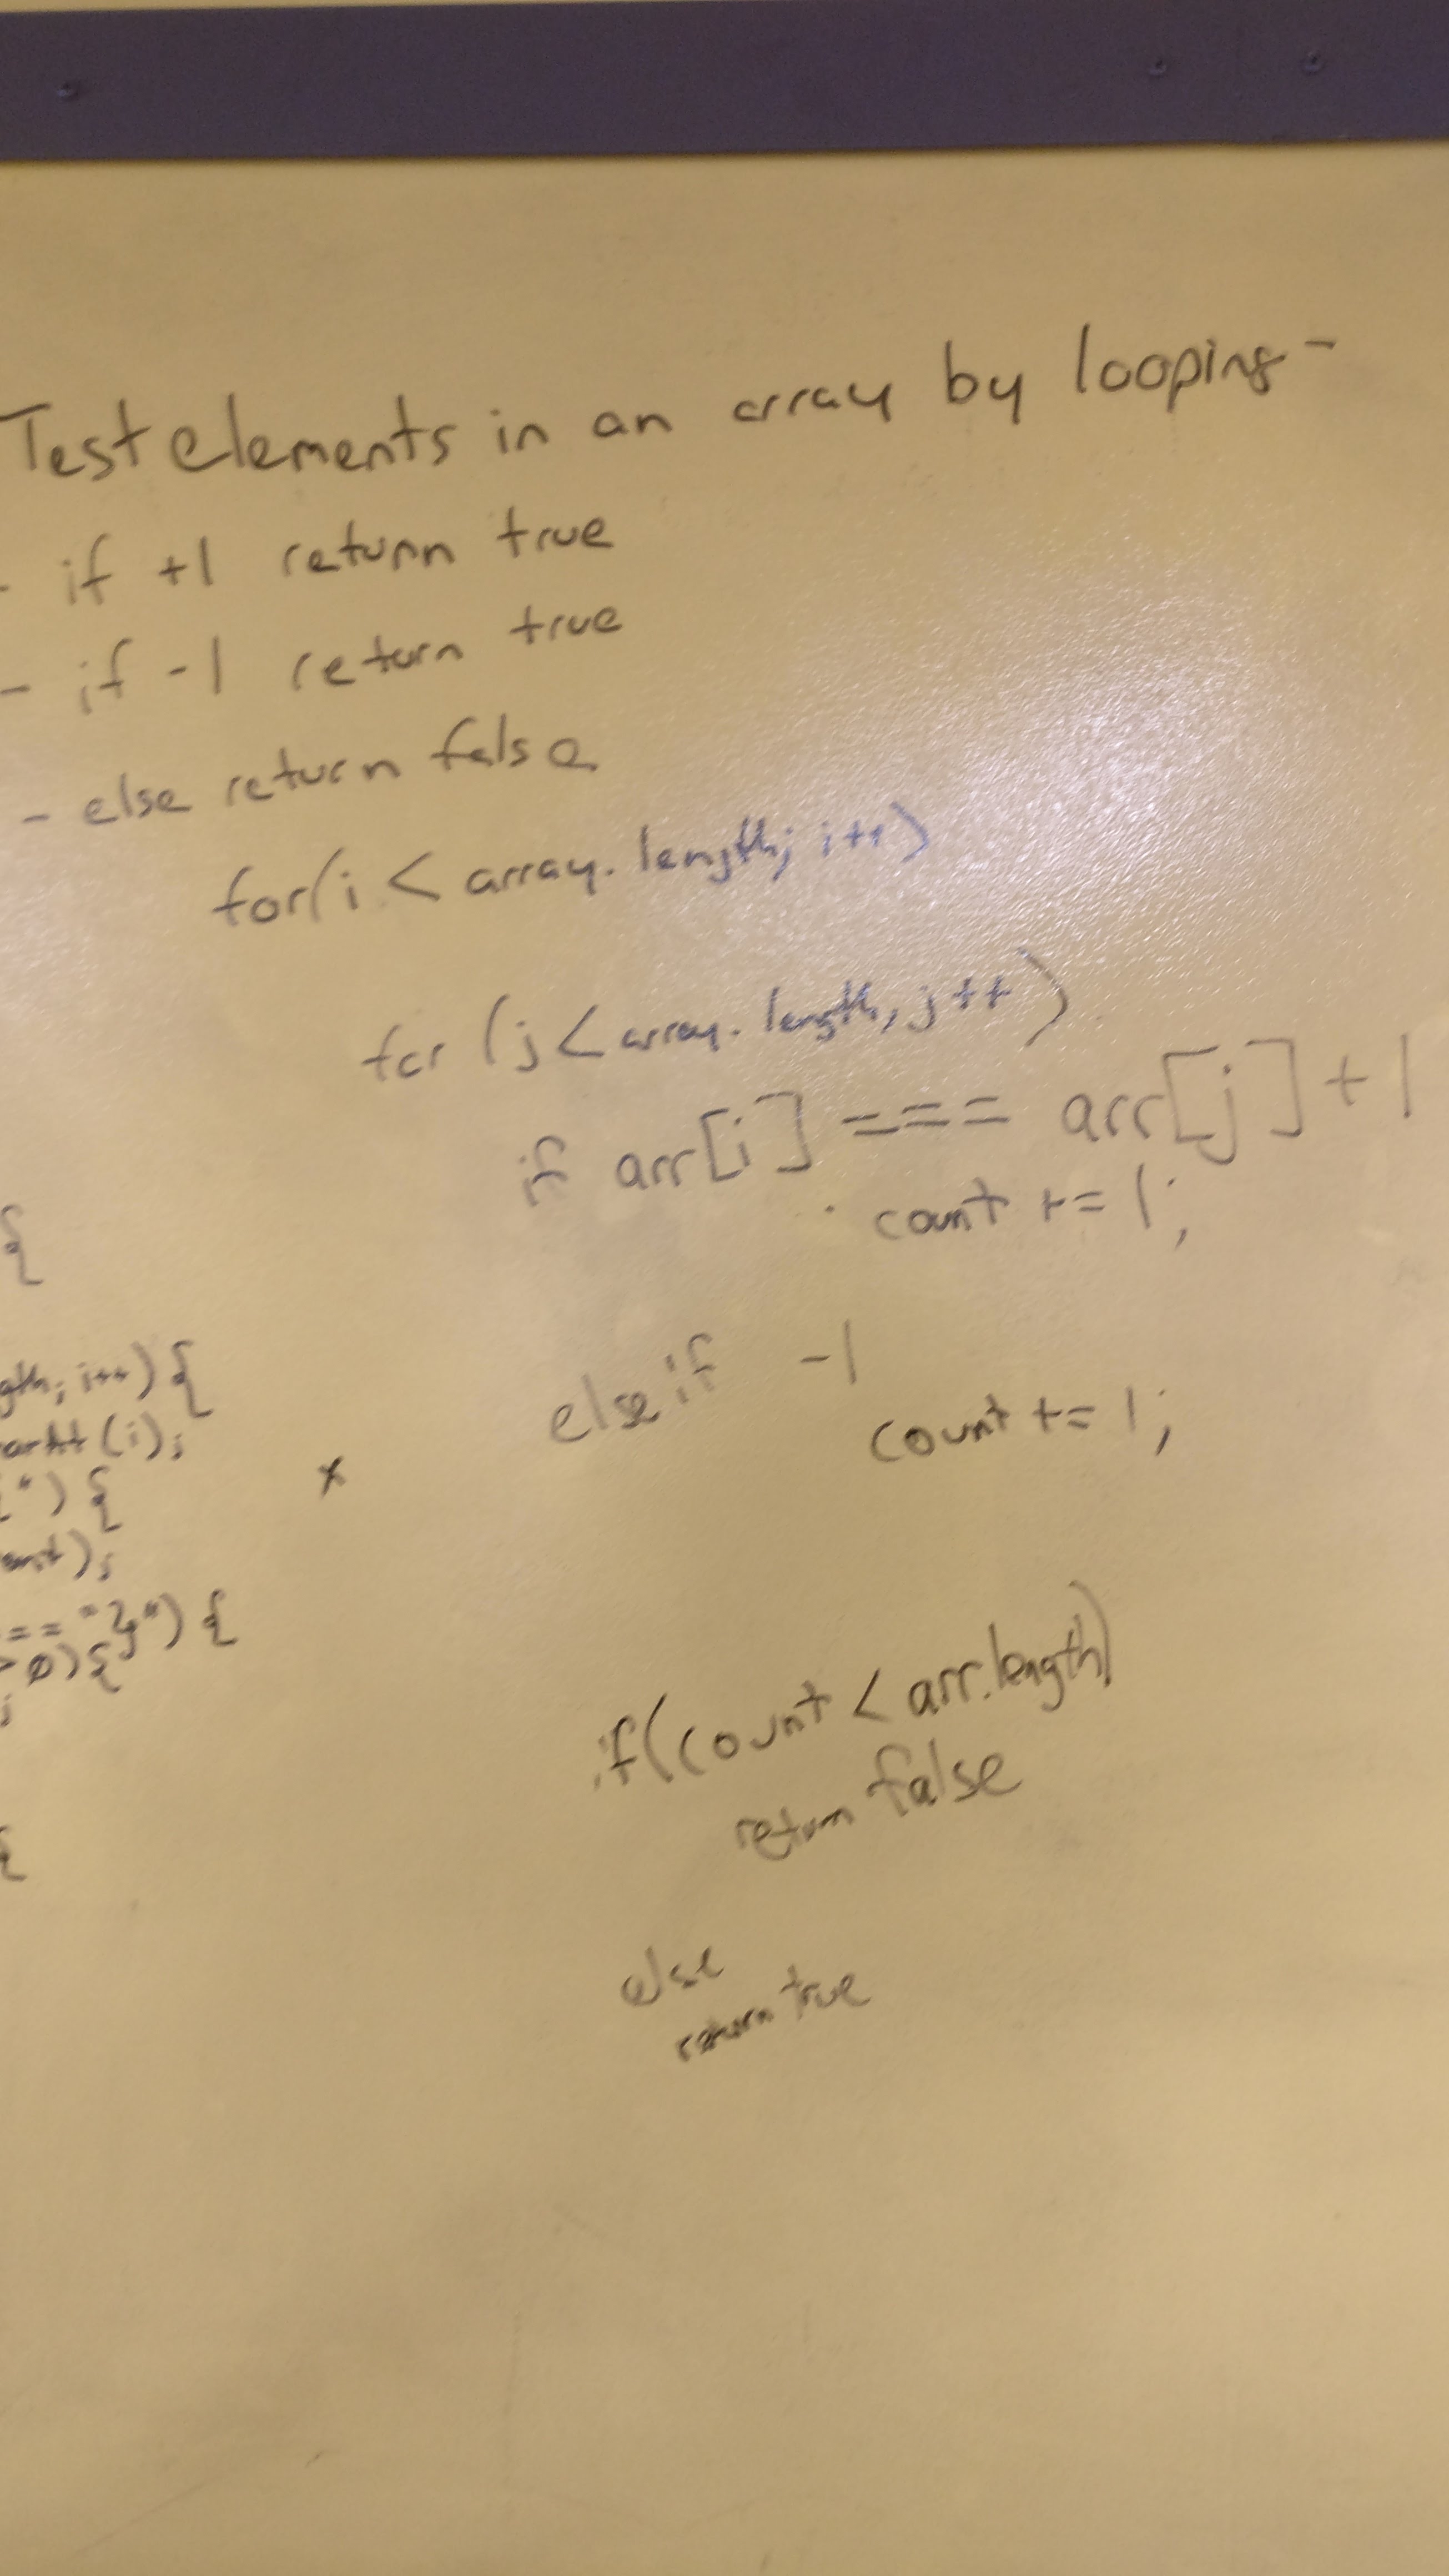 Test elements in an array by looping -
- if +1 return true
- if -1 return true
- else return false
for(i < array.length; i++)
for (j < array.length, j++)
if arr[i] === arr[j] + 1
count += 1;
else if -1
count += 1;
if(count < arr.length)
return false
else
return true
{
gth; i++) {
arAt (i);
x
") {
);
== "}") {
> 0) {
;
{